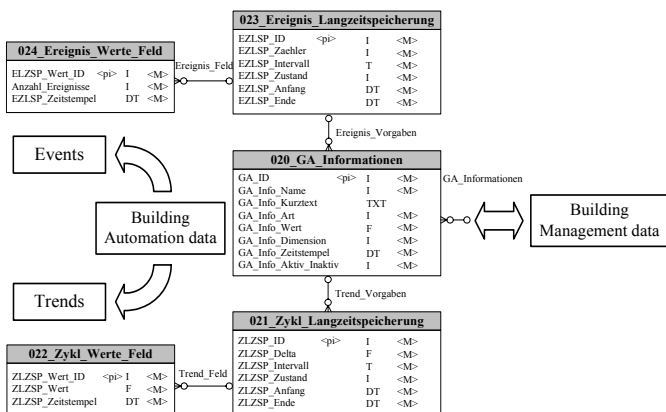 023_Ereignis_Langzeitspeicherung
EZLSP_ID <pi> I <M>
EZLSP_Zaehler I <M>
EZLSP_Intervall T <M>
EZLSP_Zustand I <M>
EZLSP_Anfang DT <M>
EZLSP_Ende DT <M>
024_Ereignis_Werte_Feld
ELZSP_Wert_ID <pi> I <M>
Anzahl_Ereignisse I <M>
EZLSP_Zeitstempel DT <M>
Ereignis_Feld
Ereignis_Vorgaben
Events
Building
Automation data
Trends
020_GA_Informationen
GA_ID <pi> I <M>
GA_Info_Name I <M>
GA_Info_Kurztext TXT
GA_Info_Art I <M>
GA_Info_Wert F <M>
GA_Info_Dimension I <M>
GA_Info_Zeitstempel DT <M>
GA_Info_Aktiv_Inaktiv I <M>
GA_Informationen
Building
Management data
Trend_Vorgaben
021_Zykl_Langzeitspeicherung
ZLZSP_ID <pi> I <M>
ZLZSP_Delta F <M>
ZLZSP_Intervall T <M>
ZLZSP_Zustand I <M>
ZLZSP_Anfang DT <M>
ZLZSP_Ende DT <M>
022_Zykl_Werte_Feld
ZLZSP_Wert_ID <pi> I <M>
ZLZSP_Wert F <M>
ZLZSP_Zeitstempel DT <M>
Trend_Feld